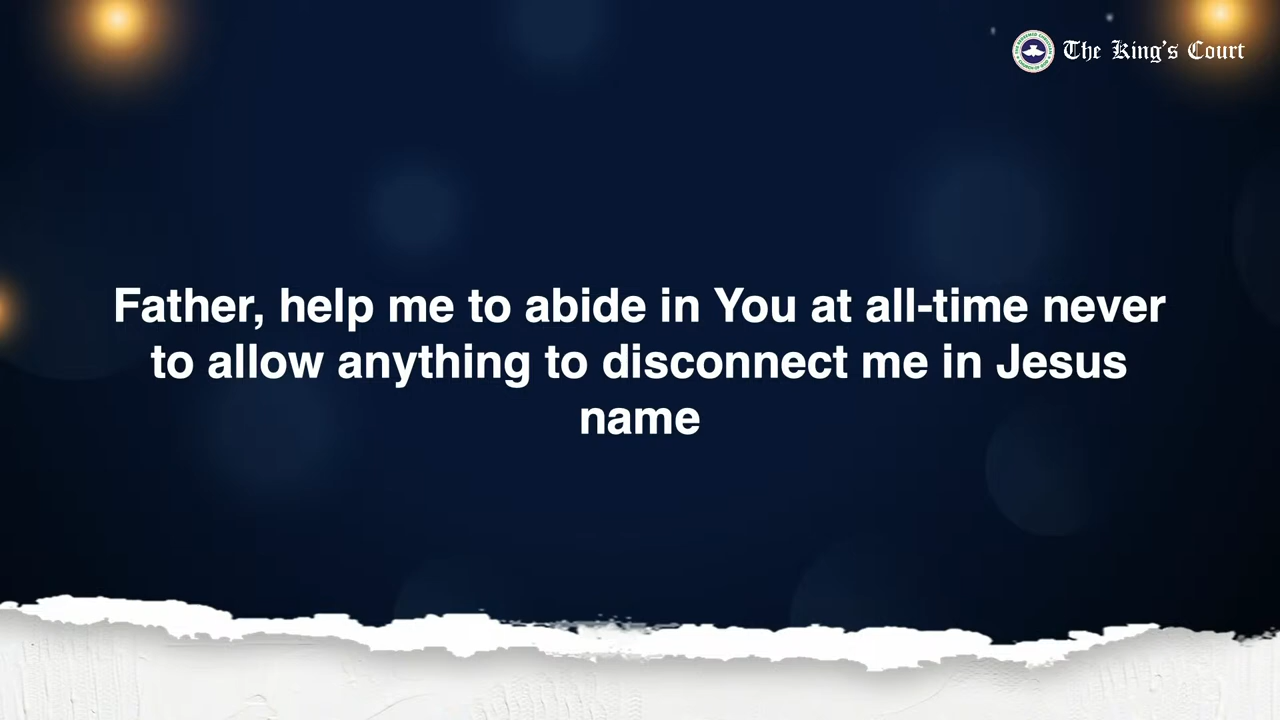 The King's Court
Father, help me to abide in You at all-time never
to allow anything to disconnect me in Jesus
name